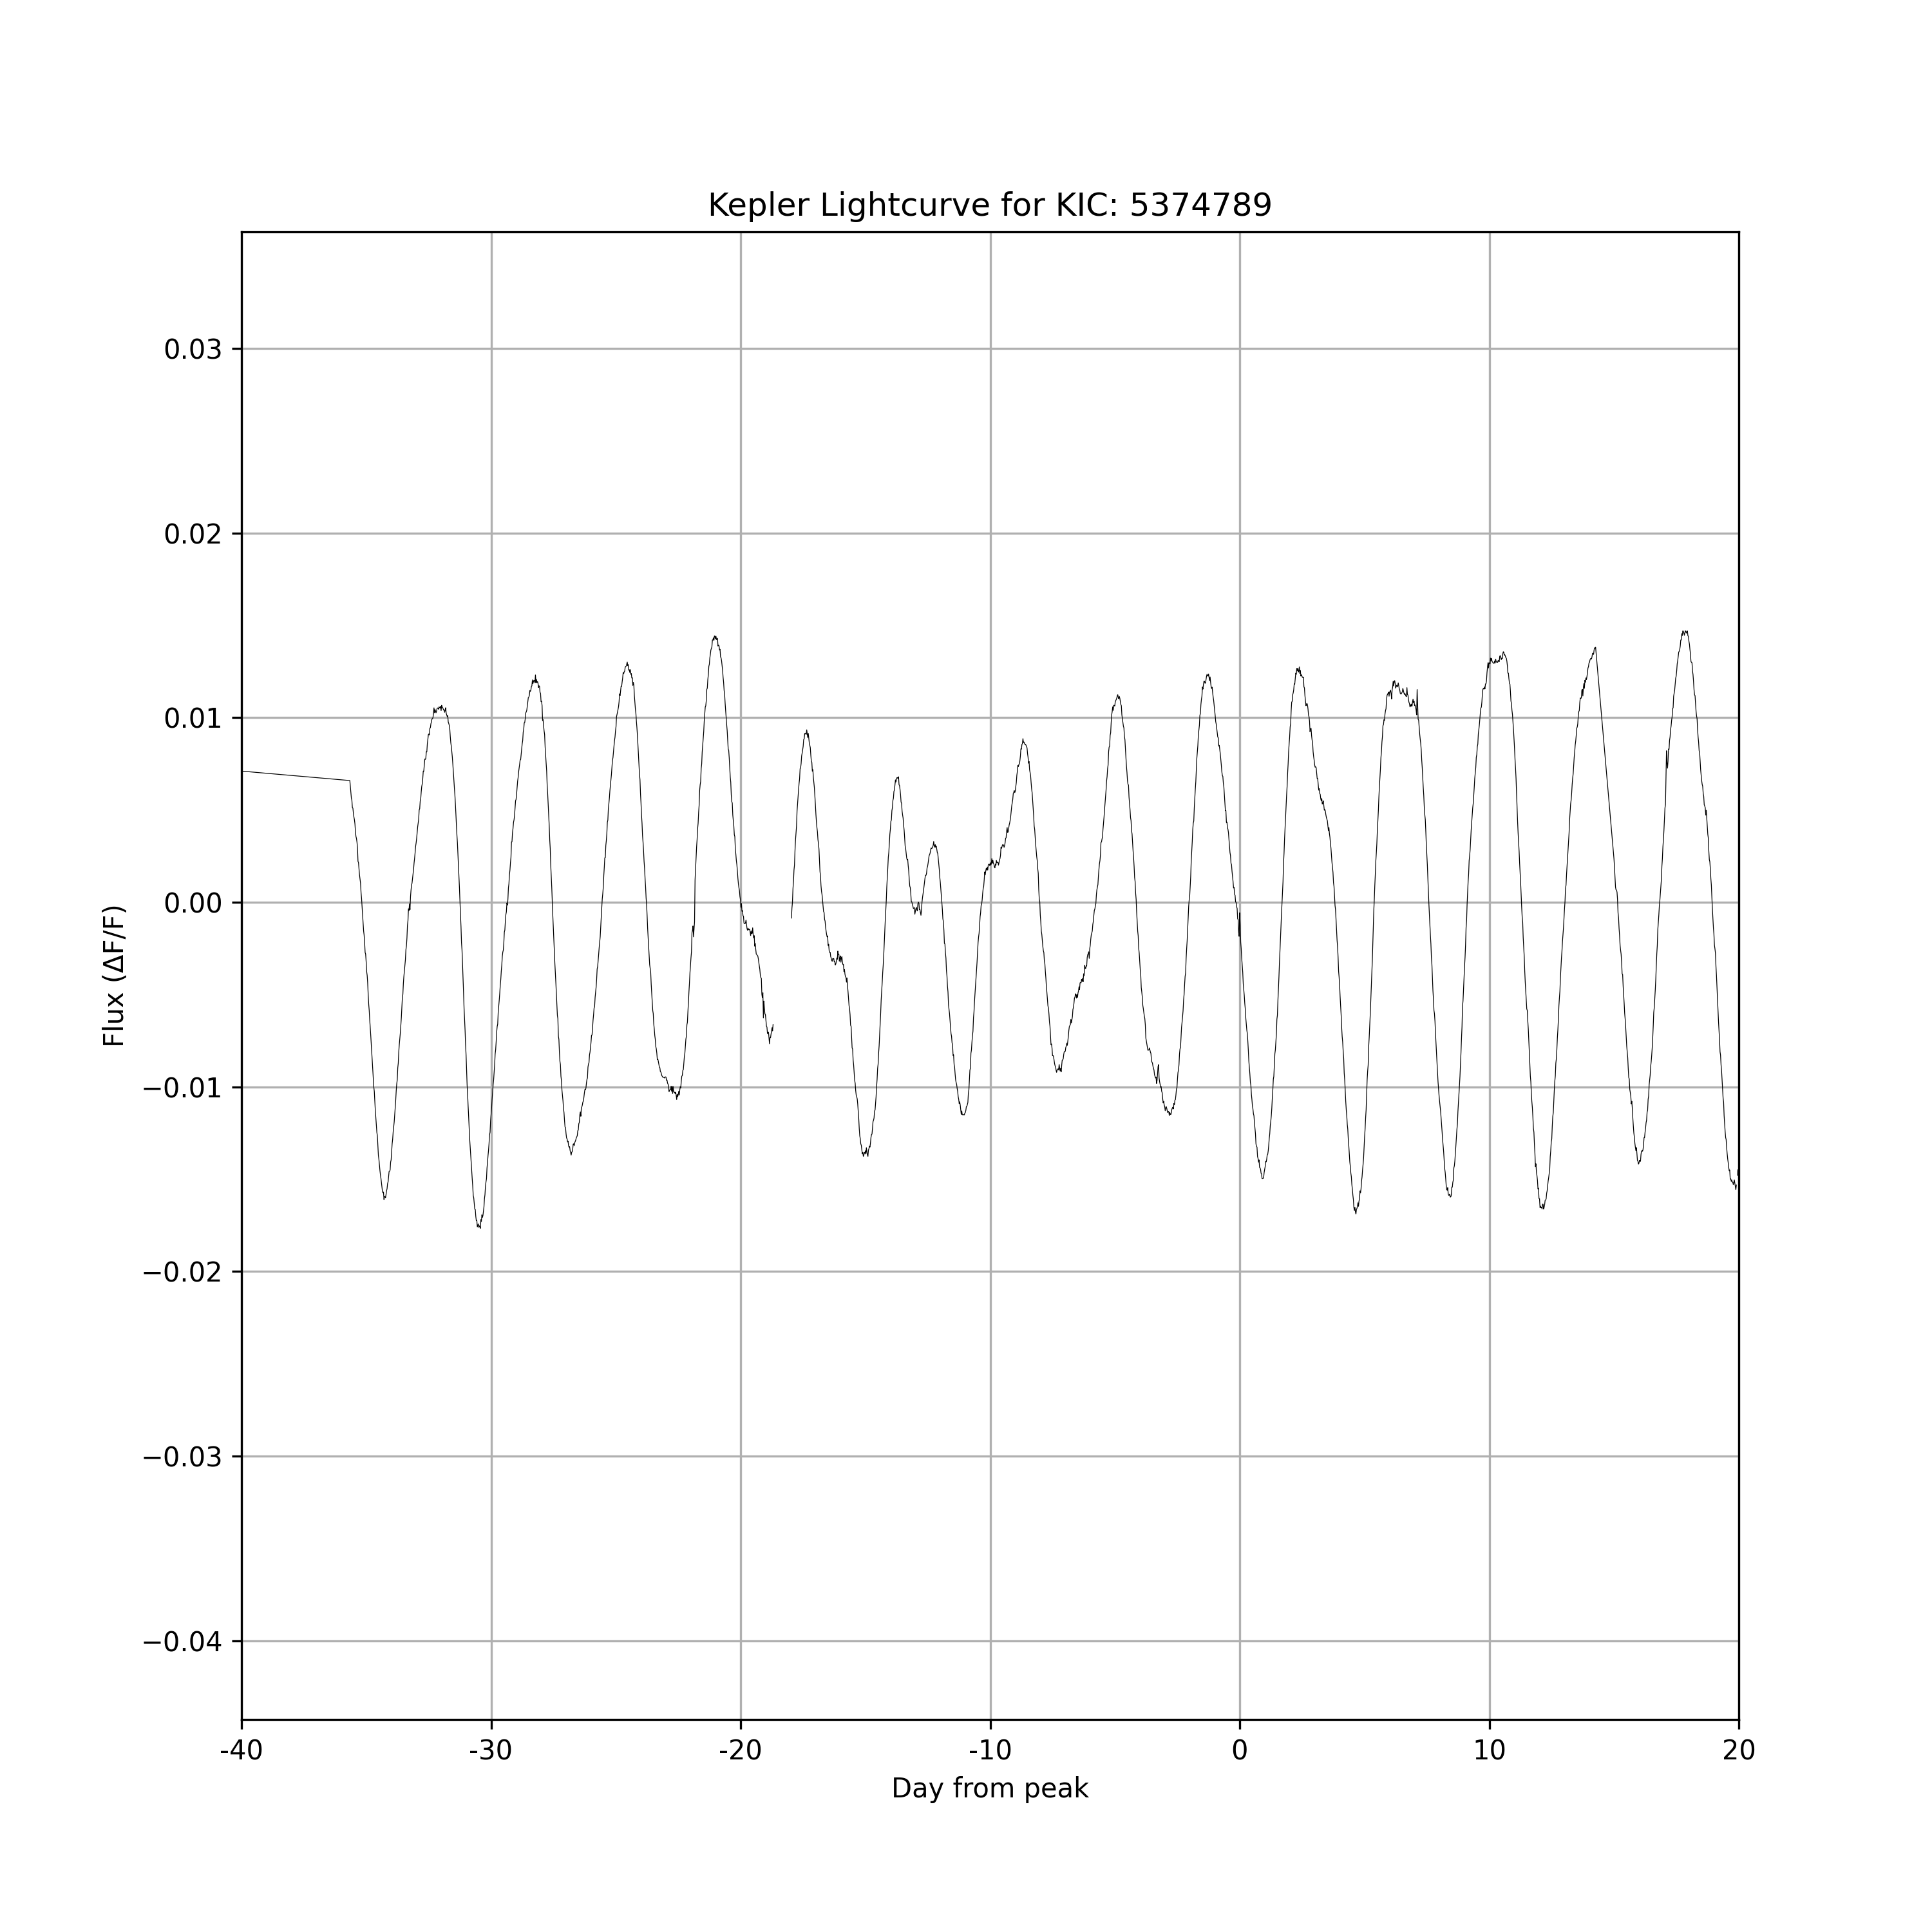 Kepler Lightcurve for KIC: 5374789
0.03
0.02
0.01
0.00
−0.01
−0.02
−0.03
−0.04
Flux (ΔF/F)
-40 -30 -20 -10 0 10 20
Day from peak